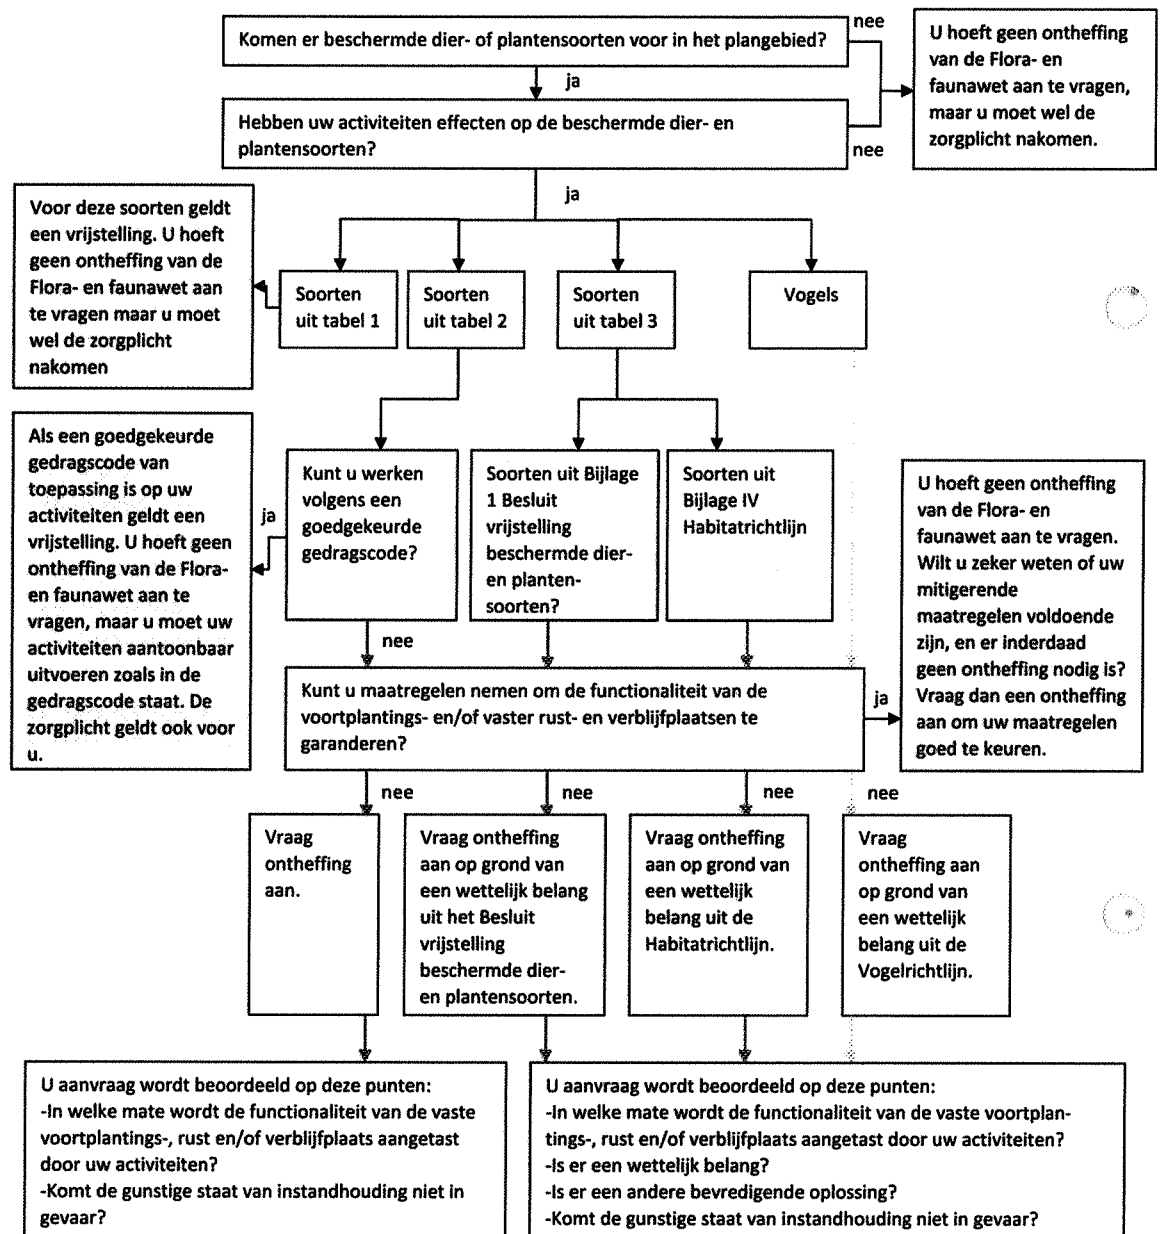 Komen er beschermde dier- of plantensoorten voor in het plangebied?
nee
U hoeft geen ontheffing
van de Flora- en
faunawet aan te vragen,
maar u moet wel de
zorgplicht nakomen.
ja
Hebben uw activiteiten effecten op de beschermde dier- en
plantensoorten?
nee
ja
Voor deze soorten geldt
een vrijstelling. U hoeft
geen ontheffing van de
Flora- en faunawet aan
te vragen maar u moet
wel de zorgplicht
nakomen
Soorten
uit tabel 1
Soorten
uit tabel 2
Soorten
uit tabel 3
Vogels
Als een goedgekeurde
gedragscode van
toepassing is op uw
activiteiten geldt een
vrijstelling. U hoeft geen
ontheffing van de Flora-
en faunawet aan te
vragen, maar u moet uw
activiteiten aantoonbaar
uitvoeren zoals in de
gedragscode staat. De
zorgplicht geldt ook voor
u.
ja
Kunt u werken
volgens een
goedgekeurde
gedragscode?
Soorten uit Bijlage
1 Besluit
vrijstelling
beschermde dier-
en planten-
soorten?
Soorten uit
Bijlage IV
Habitatrichtlijn
U hoeft geen ontheffing
van de Flora- en
faunawet aan te vragen.
Wilt u zeker weten of uw
mitigerende
maatregelen voldoende
zijn, en er inderdaad
geen ontheffing nodig is?
Vraag dan een ontheffing
aan om uw maatregelen
goed te keuren.
nee
Kunt u maatregelen nemen om de functionaliteit van de
voortplantings- en/of vaster rust- en verblijfplaatsen te
garanderen?
ja
nee
nee
nee
nee
Vraag
ontheffing
aan.
Vraag ontheffing
aan op grond van
een wettelijk belang
uit het Besluit
vrijstelling
beschermde dier-
en plantensoorten.
Vraag ontheffing
aan op grond van
een wettelijk
belang uit de
Habitatrichtlijn.
Vraag
ontheffing aan
op grond van
een wettelijk
belang uit de
Vogelrichtlijn.
U aanvraag wordt beoordeeld op deze punten:
-In welke mate wordt de functionaliteit van de vaste
voortplantings-, rust en/of verblijfplaats aangetast
door uw activiteiten?
-Komt de gunstige staat van instandhouding niet in
gevaar?
U aanvraag wordt beoordeeld op deze punten:
-In welke mate wordt de functionaliteit van de vaste voortplan-
tings-, rust en/of verblijfplaats aangetast door uw activiteiten?
-Is er een wettelijk belang?
-Is er een andere bevredigende oplossing?
-Komt de gunstige staat van instandhouding niet in gevaar?